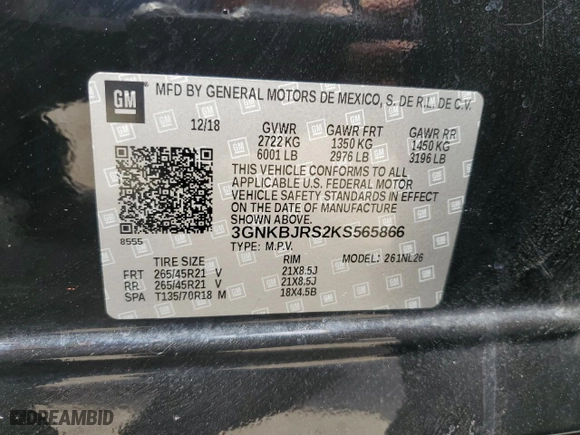 GM MFD BY GENERAL MOTORS DE MEXICO, S. DE R.L. DE C.V.
12/18 GVWR GAWR FRT GAWR RR
2722 KG 1350 KG 1450 KG
6001 LB 2976 LB 3196 LB
THIS VEHICLE CONFORMS TO ALL
APPLICABLE U.S. FEDERAL MOTOR
VEHICLE SAFETY STANDARDS IN EFFECT
ON THE DATE OF MANUFACTURE
SHOWN ABOVE.
8555 3GNKBJRS2KS565866
TYPE: M.P.V.
TIRE SIZE RIM MODEL: 261NL26
FRT 265/45R21 V 21X8.5J
RR 265/45R21 V 21X8.5J
SPA T135/70R18 M 18X4.5B
DREAMBID